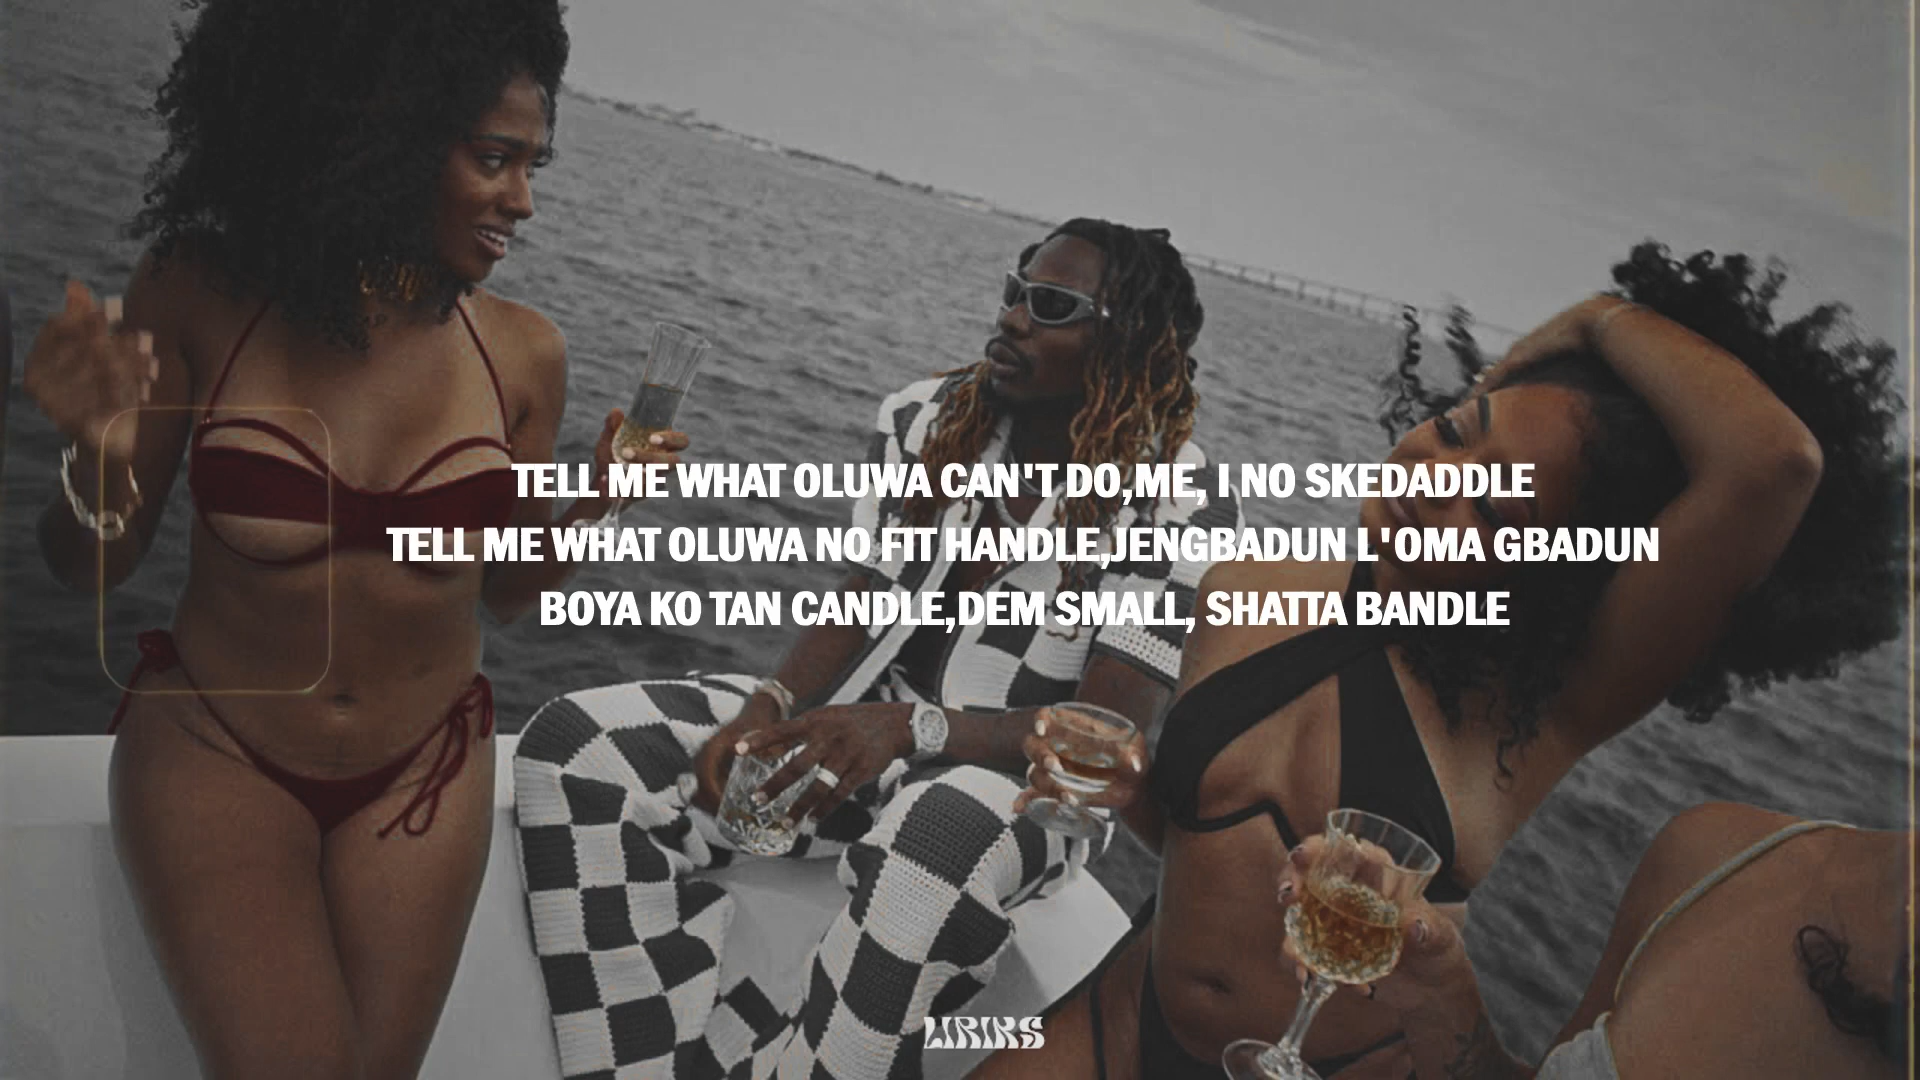 TELL ME WHAT OLUWA CAN'T DO,ME, I NO SKEDADDLE
TELL ME WHAT OLUWA NO FIT HANDLE,JENGBADUN L'OMA GBADUN
BOYA KO TAN CANDLE,DEM SMALL, SHATTA BANDLE
LIRIKS